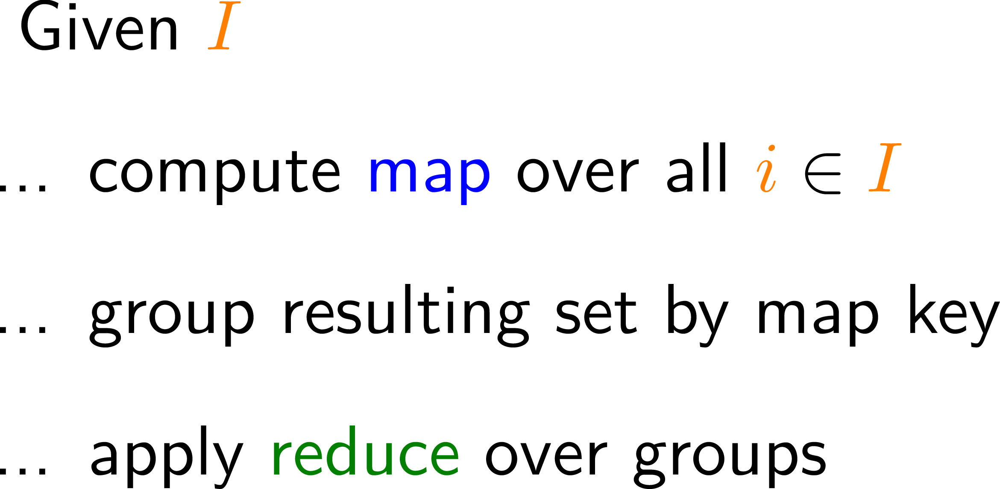 Given I
... compute map over all i ∈ I
... group resulting set by map key
... apply reduce over groups